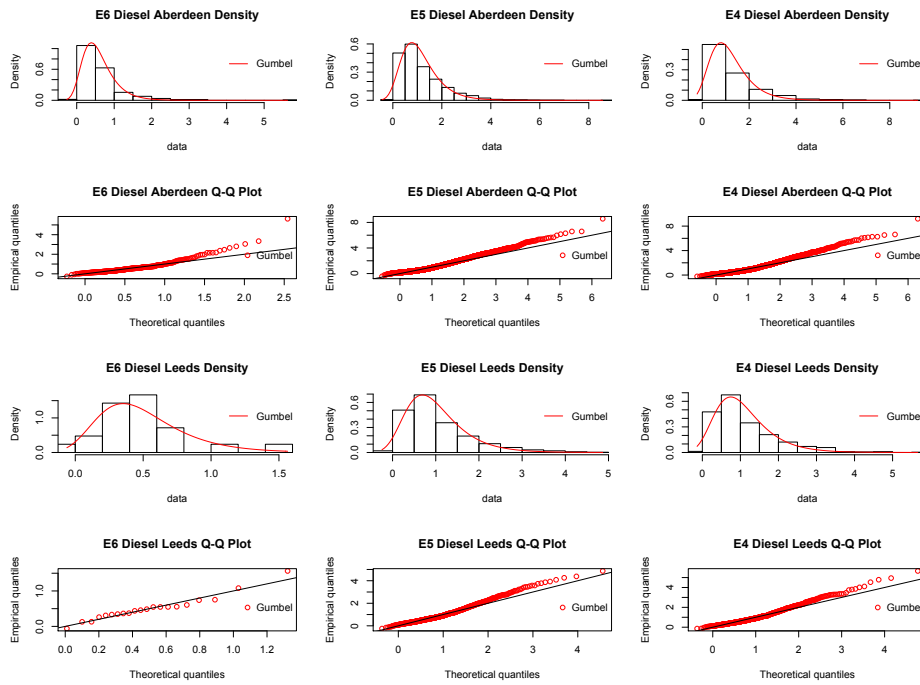 E6 Diesel Aberdeen Density
E5 Diesel Aberdeen Density
E4 Diesel Aberdeen Density
Density
0.0 0.6
Gumbel
0 1 2 3 4 5
data
Density
0.0 0.3 0.6
Gumbel
0 2 4 6 8
data
Density
0.0 0.3
Gumbel
0 2 4 6 8
data
E6 Diesel Aberdeen Q-Q Plot
E5 Diesel Aberdeen Q-Q Plot
E4 Diesel Aberdeen Q-Q Plot
Empirical quantiles
0 2 4
Gumbel
0.0 0.5 1.0 1.5 2.0 2.5
Theoretical quantiles
Empirical quantiles
0 4 8
Gumbel
0 1 2 3 4 5 6
Theoretical quantiles
Empirical quantiles
0 4 8
Gumbel
0 1 2 3 4 5 6
Theoretical quantiles
E6 Diesel Leeds Density
E5 Diesel Leeds Density
E4 Diesel Leeds Density
Density
0.0 1.0
Gumbel
0.0 0.5 1.0 1.5
data
Density
0.0 0.3 0.6
Gumbel
0 1 2 3 4 5
data
Density
0.0 0.3 0.6
Gumbel
0 1 2 3 4 5
data
E6 Diesel Leeds Q-Q Plot
E5 Diesel Leeds Q-Q Plot
E4 Diesel Leeds Q-Q Plot
Empirical quantiles
0.0 1.0
Gumbel
0.0 0.2 0.4 0.6 0.8 1.0 1.2
Theoretical quantiles
Empirical quantiles
0 2 4
Gumbel
0 1 2 3 4
Theoretical quantiles
Empirical quantiles
0 2 4
Gumbel
0 1 2 3 4
Theoretical quantiles